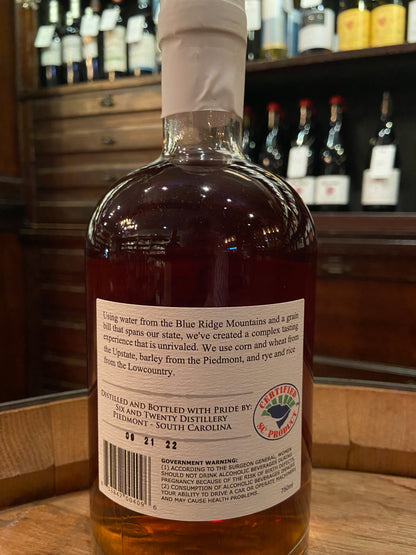 Using water from the Blue Ridge Mountains and a grain
bill that spans our state, we've created a complex tasting
experience that is unrivaled. We use corn and wheat from
the Upstate, barley from the Piedmont, and rye and rice
from the Lowcountry.
Distilled and Bottled with Pride by:
Six and Twenty Distillery
Piedmont - South Carolina
CERTIFIED
SC PRODUCT
06 21 22
GOVERNMENT WARNING:
(1) ACCORDING TO THE SURGEON GENERAL, WOMEN
SHOULD NOT DRINK ALCOHOLIC BEVERAGES DURING
PREGNANCY BECAUSE OF THE RISK OF BIRTH DEFECTS.
(2) CONSUMPTION OF ALCOHOLIC BEVERAGES IMPAIRS
YOUR ABILITY TO DRIVE A CAR OR OPERATE MACHINERY,
AND MAY CAUSE HEALTH PROBLEMS.
750ml